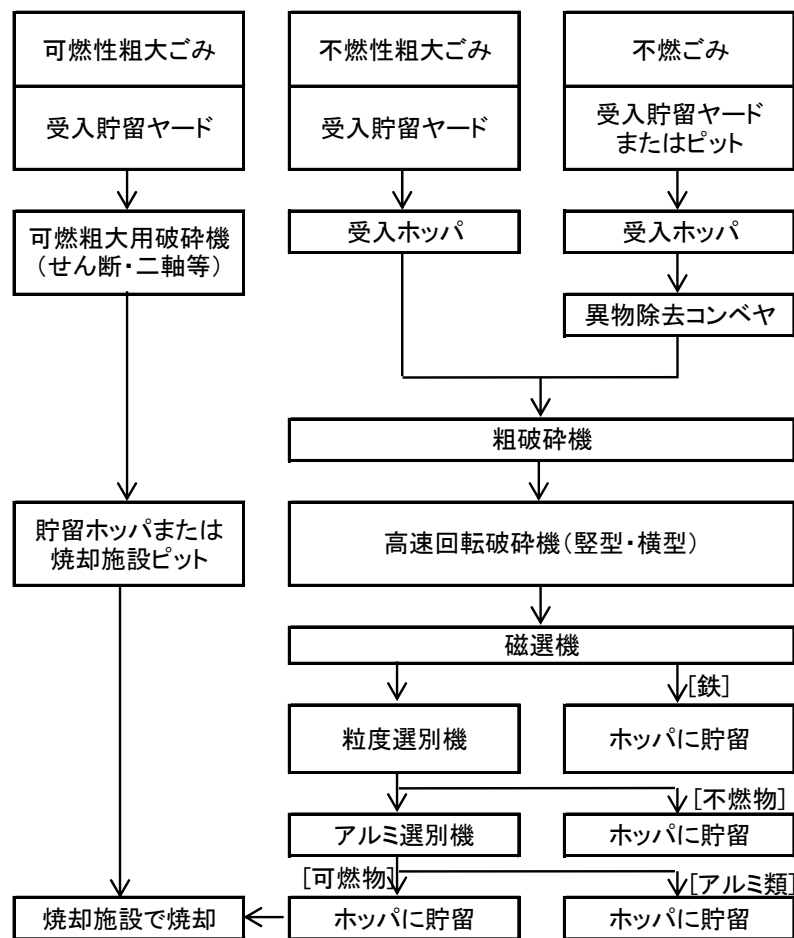 可燃性粗大ごみ
不燃性粗大ごみ
不燃ごみ
受入貯留ヤード
受入貯留ヤード
受入貯留ヤード
またはピット
可燃粗大用破砕機
（せん断・二軸等）
受入ホッパ
受入ホッパ
異物除去コンベヤ
粗破砕機
貯留ホッパまたは
焼却施設ピット
高速回転破砕機（竪型・横型）
磁選機
[鉄]
粒度選別機
ホッパに貯留
[不燃物]
アルミ選別機
ホッパに貯留
[可燃物]
[アルミ類]
焼却施設で焼却
ホッパに貯留
ホッパに貯留